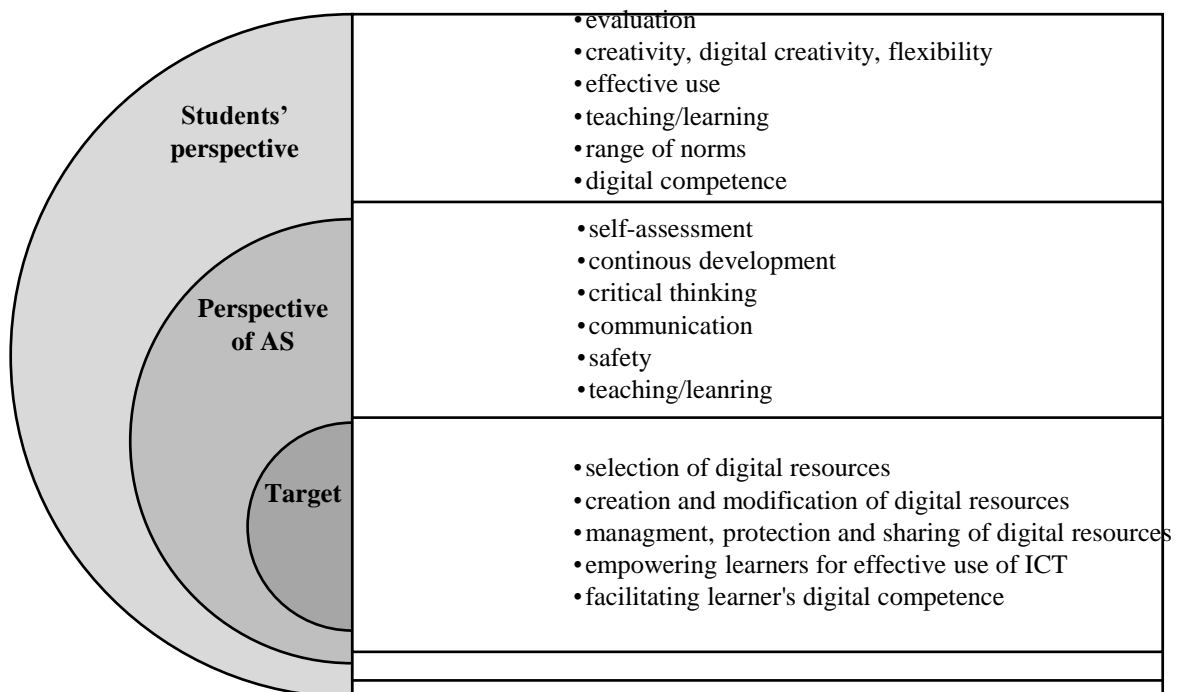 Students’
perspective
•evaluation
•creativity, digital creativity, flexibility
•effective use
•teaching/learning
•range of norms
•digital competence
Perspective
of AS
•self-assessment
•continous development
•critical thinking
•communication
•safety
•teaching/leanring
Target
•selection of digital resources
•creation and modification of digital resources
•managment, protection and sharing of digital resources
•empowering learners for effective use of ICT
•facilitating learner's digital competence